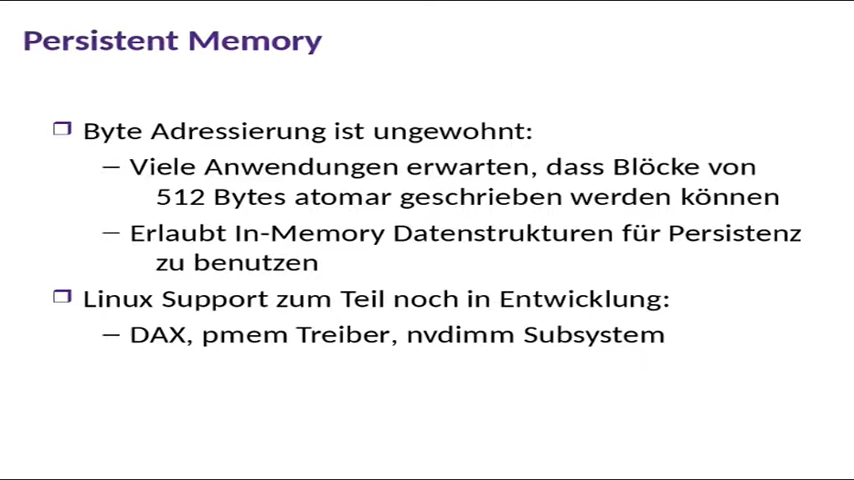 Persistent Memory
❐ Byte Adressierung ist ungewohnt:
– Viele Anwendungen erwarten, dass Blöcke von
512 Bytes atomar geschrieben werden können
– Erlaubt In-Memory Datenstrukturen für Persistenz
zu benutzen
❐ Linux Support zum Teil noch in Entwicklung:
– DAX, pmem Treiber, nvdimm Subsystem